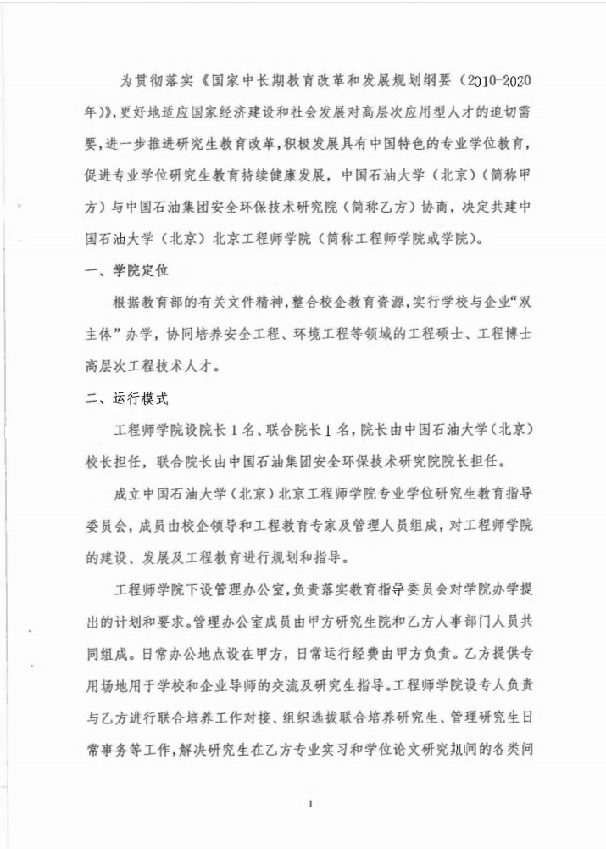 为贯彻落实《国家中长期教育改革和发展规划纲要（2010-2020
年）》，更好地适应国家经济建设和社会发展对高层次应用型人才的迫切需
要，进一步推进研究生教育改革，积极发展具有中国特色的专业学位教育，
促进专业学位研究生教育持续健康发展，中国石油大学（北京）（简称甲
方）与中国石油集团安全环保技术研究院（简称乙方）协商，决定共建中
国石油大学（北京）北京工程师学院（简称工程师学院或学院）。
一、学院定位
根据教育部的有关文件精神，整合校企教育资源，实行学校与企业“双
主体”办学，协同培养安全工程、环境工程等领域的工程硕士、工程博士
高层次工程技术人才。
二、运行模式
工程师学院设院长1名、联合院长1名，院长由中国石油大学（北京）
校长担任，联合院长由中国石油集团安全环保技术研究院院长担任。
成立中国石油大学（北京）北京工程师学院专业学位研究生教育指导
委员会，成员由校企领导和工程教育专家及管理人员组成，对工程师学院
的建设、发展及工程教育进行规划和指导。
工程师学院下设管理办公室，负责落实教育指导委员会对学院办学提
出的计划和要求。管理办公室成员由甲方研究生院和乙方人事部门人员共
同组成。日常办公地点设在甲方，日常运行经费由甲方负责。乙方提供专
用场地用于学校和企业导师的交流及研究生指导。工程师学院设专人负责
与乙方进行联合培养工作对接、组织选拔联合培养研究生、管理研究生日
常事务等工作，解决研究生在乙方专业实习和学位论文研究期间的各类问
1